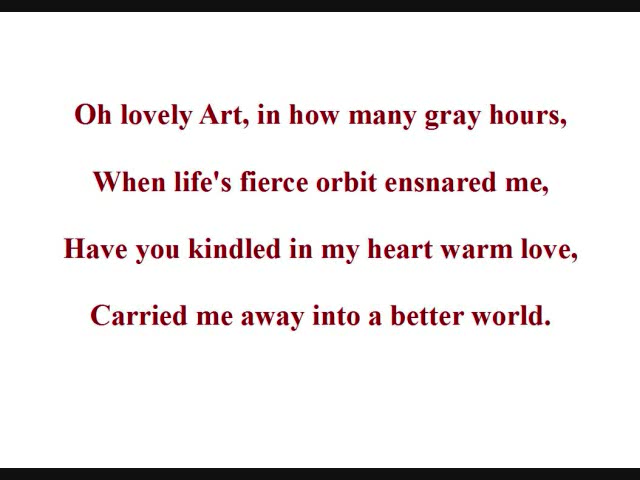 Oh lovely Art, in how many gray hours,
When life's fierce orbit ensnared me,
Have you kindled in my heart warm love,
Carried me away into a better world.